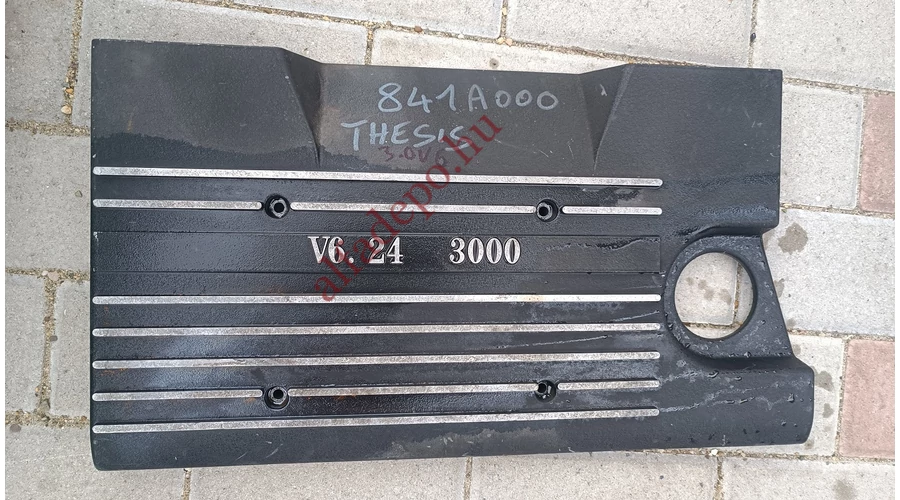 841A000
THESIS
3.0V6
V6. 24 3000
alfadepo.hu